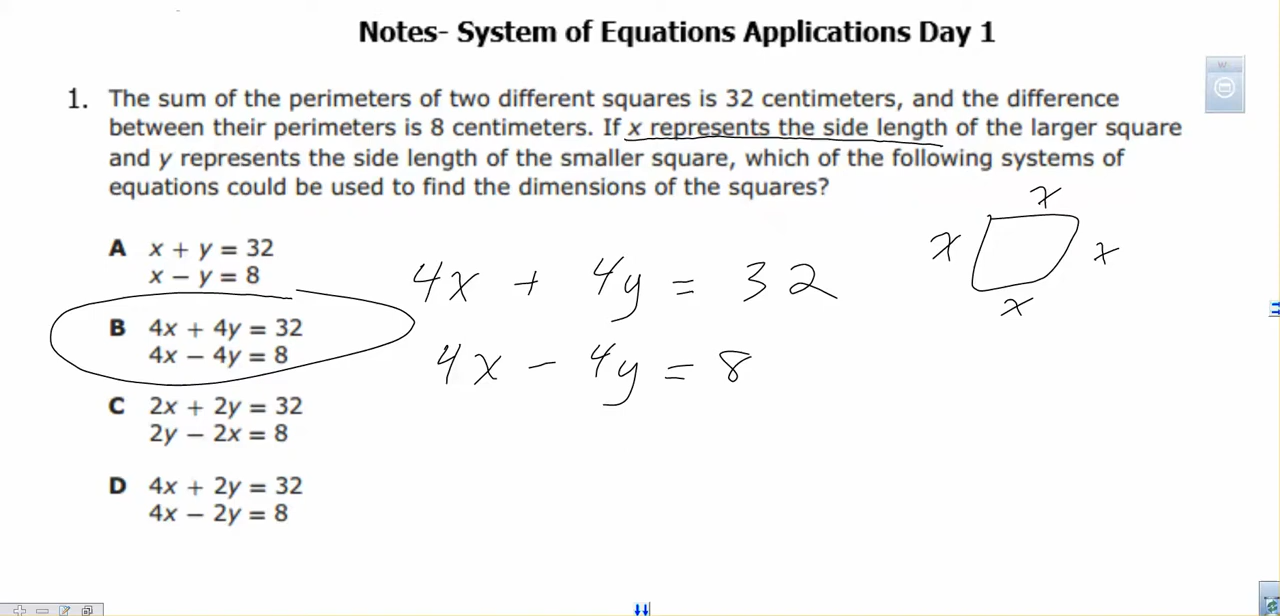 Notes- System of Equations Applications Day 1
1. The sum of the perimeters of two different squares is 32 centimeters, and the difference
between their perimeters is 8 centimeters. If x represents the side length of the larger square
and y represents the side length of the smaller square, which of the following systems of
equations could be used to find the dimensions of the squares?
x
x
x
x
A x + y = 32
x − y = 8
B 4x + 4y = 32
4x − 4y = 8
C 2x + 2y = 32
2y − 2x = 8
D 4x + 2y = 32
4x − 2y = 8
4x + 4y = 32
4x − 4y = 8